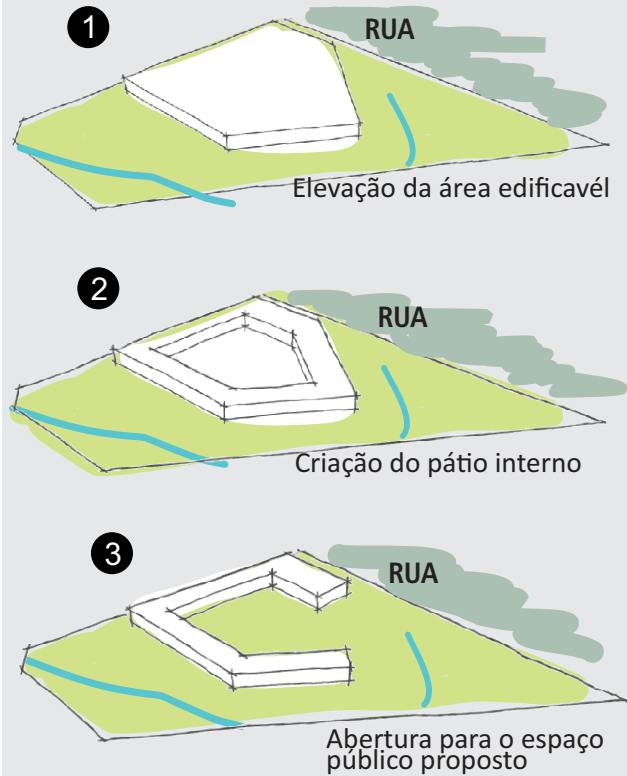 1
RUA
Elevação da área edificavél
2
RUA
Criação do pátio interno
3
RUA
Abertura para o espaço
público proposto